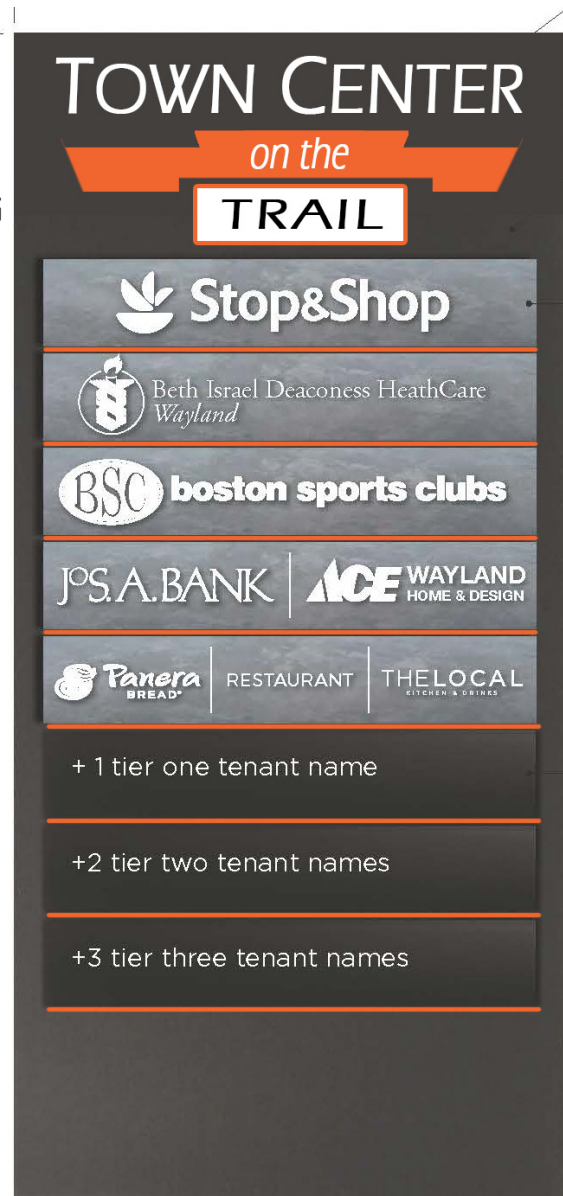 TOWN CENTER
on the
TRAIL
Stop&Shop
Beth Israel Deaconess HeathCare
Wayland
BSC boston sports clubs
JOS. A. BANK
ACE WAYLAND
HOME & DESIGN
Panera
BREAD®
RESTAURANT
THELOCAL
KITCHEN & DRINKS
+ 1 tier one tenant name
+2 tier two tenant names
+3 tier three tenant names